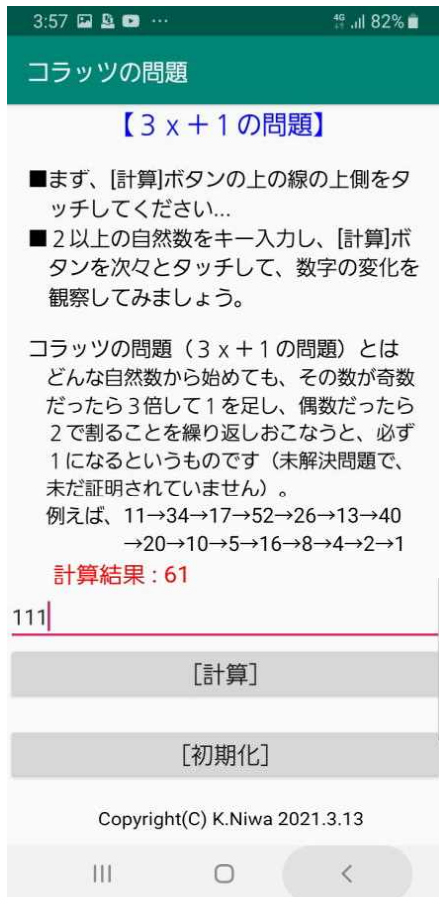 3:57
4G 82%
コラッツの問題
【３ｘ＋１の問題】
■まず、[計算]ボタンの上の線の上側をタ
ッチしてください...
■２以上の自然数をキー入力し、[計算]ボ
タンを次々とタッチして、数字の変化を
観察してみましょう。
コラッツの問題（３ｘ＋１の問題）とは
どんな自然数から始めても、その数が奇数
だったら３倍して１を足し、偶数だったら
２で割ることを繰り返しおこなうと、必ず
１になるというものです（未解決問題で、
未だ証明されていません）。
例えば、11→34→17→52→26→13→40
→20→10→5→16→8→4→2→1
計算結果 : 61
111
[計算]
[初期化]
Copyright(C) K.Niwa 2021.3.13